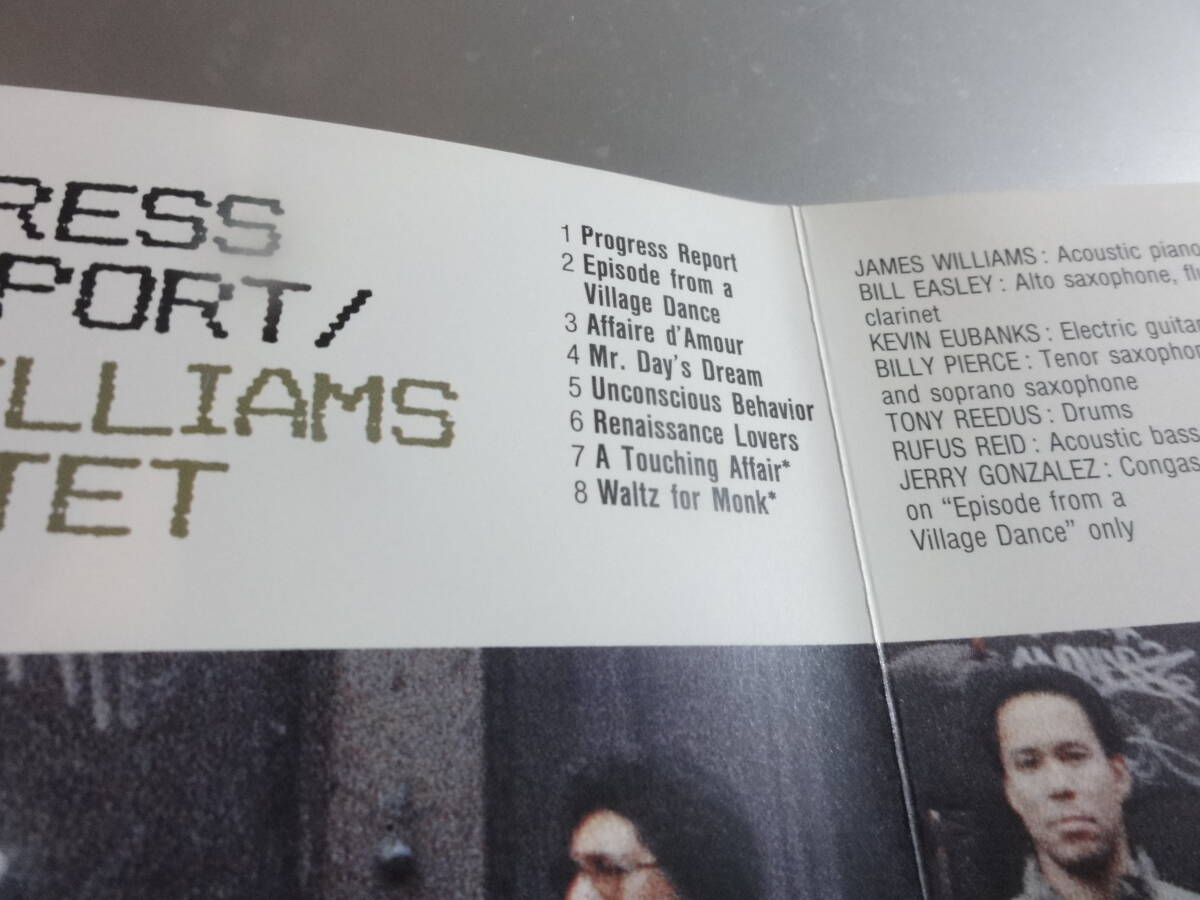 RESS
PORT/
ILLIAMS
TET
1 Progress Report
2 Episode from a
Village Dance
3 Affaire d'Amour
4 Mr. Day's Dream
5 Unconscious Behavior
6 Renaissance Lovers
7 A Touching Affair*
8 Waltz for Monk*
JAMES WILLIAMS: Acoustic piano
BILL EASLEY: Alto saxophone, flu
clarinet
KEVIN EUBANKS: Electric guitar
BILLY PIERCE: Tenor saxophon
and soprano saxophone
TONY REEDUS: Drums
RUFUS REID: Acoustic bass
JERRY GONZALEZ: Congas
on "Episode from a
Village Dance" only